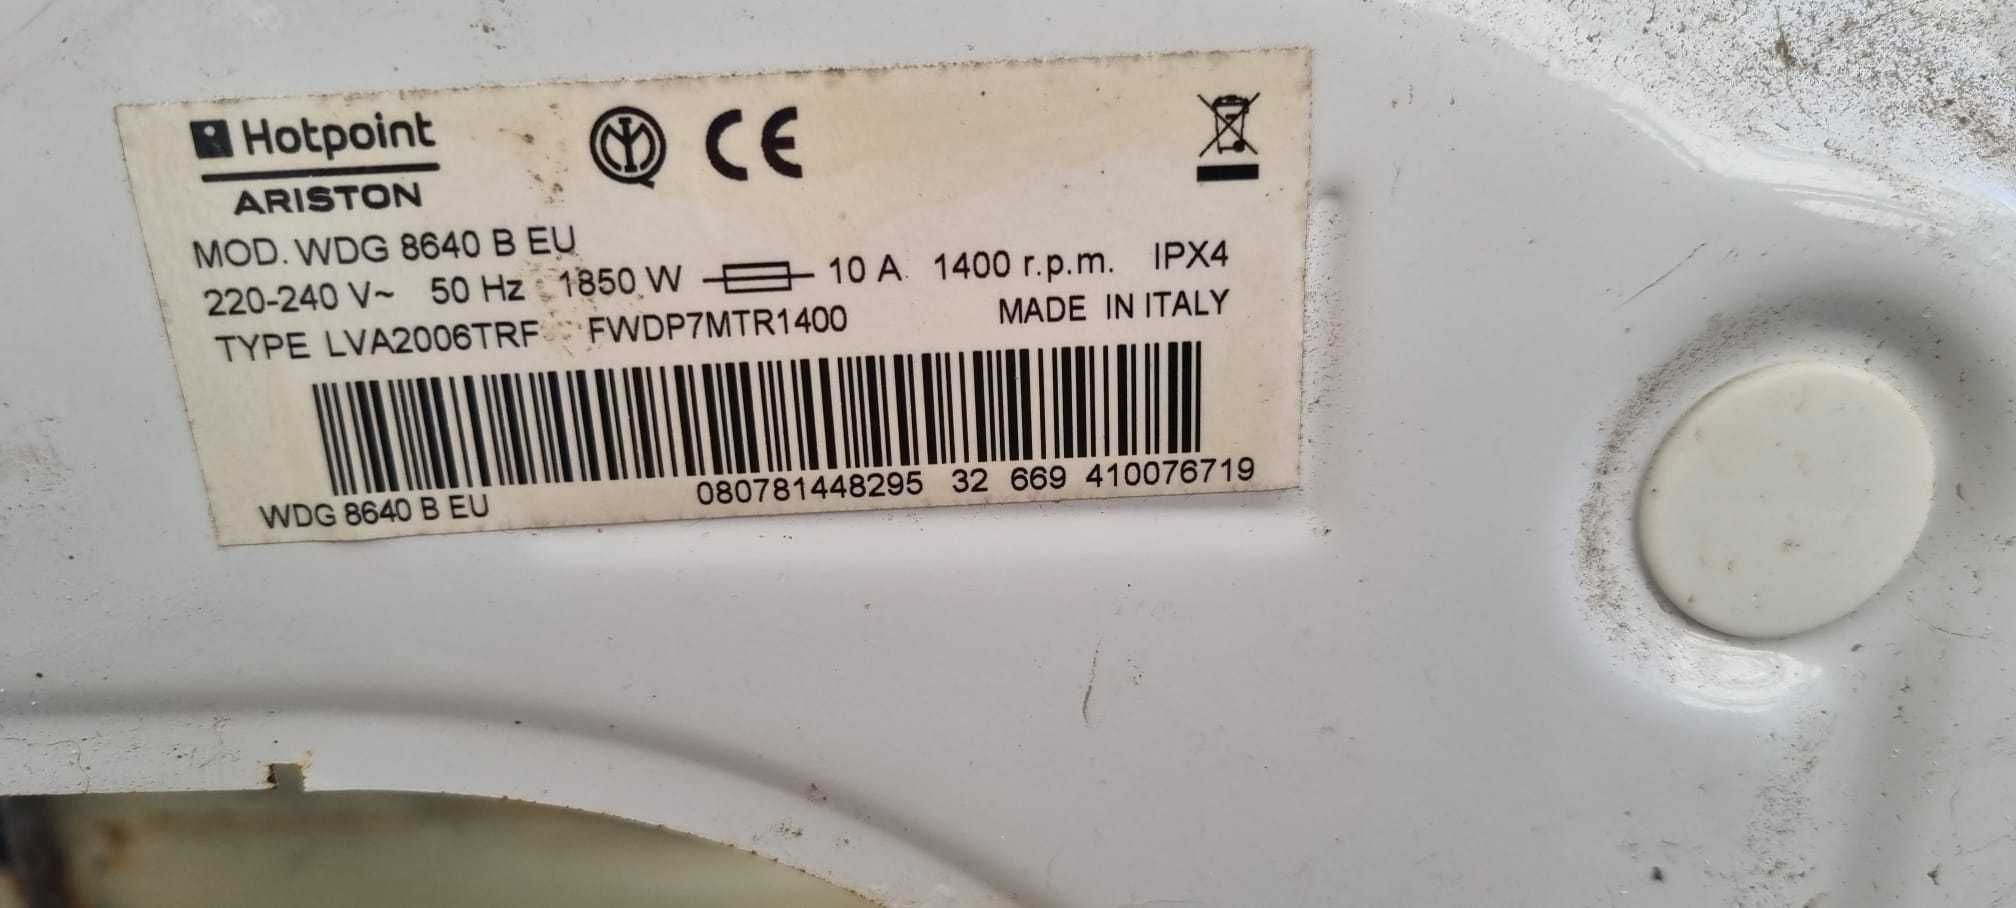 Hotpoint
ARISTON
CE
MOD. WDG 8640 B EU
220-240 V~ 50 Hz 1850 W 10 A 1400 r.p.m. IPX4
TYPE LVA2006TRF FWDP7MTR1400 MADE IN ITALY
WDG 8640 B EU 080781448295 32 669 410076719